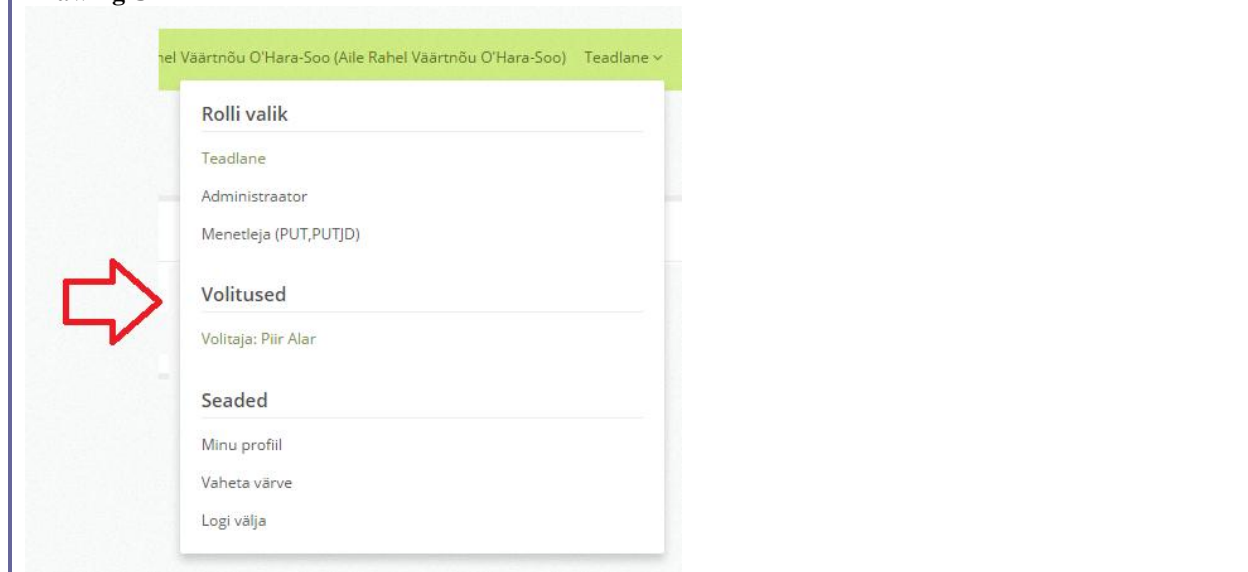 Väärtnõu O'Hara-Soo (Aile Rahel Väärtnõu O'Hara-Soo) Teadlane
Rolli valik
Teadlane
Administraator
Menetleja (PUT,PUTJD)
Volitused
Volitaja: Piir Alar
Seaded
Minu profiil
Vaheta värve
Logi välja